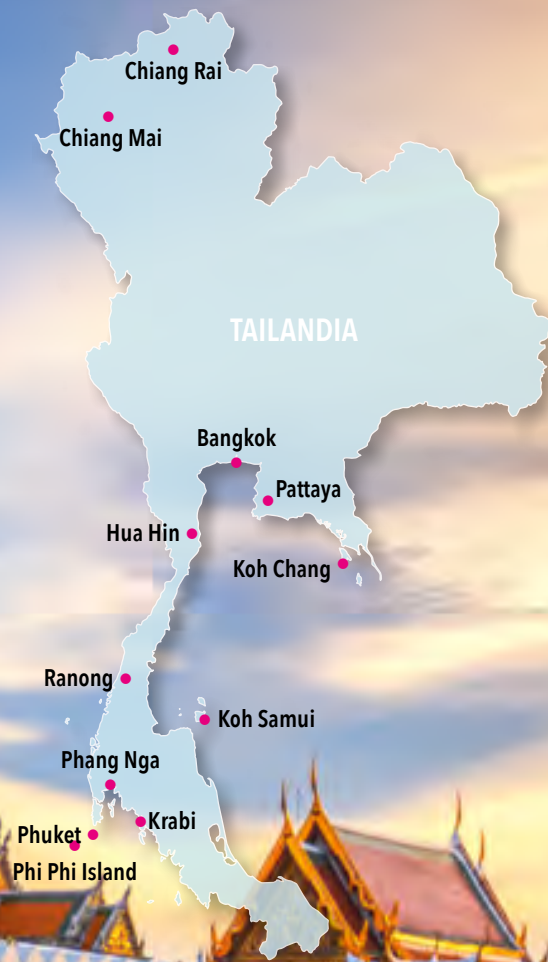 Chiang Rai
Chiang Mai
TAILANDIA
Bangkok
Pattaya
Hua Hin
Koh Chang
Ranong
Koh Samui
Phang Nga
Krabi
Phuket
Phi Phi Island